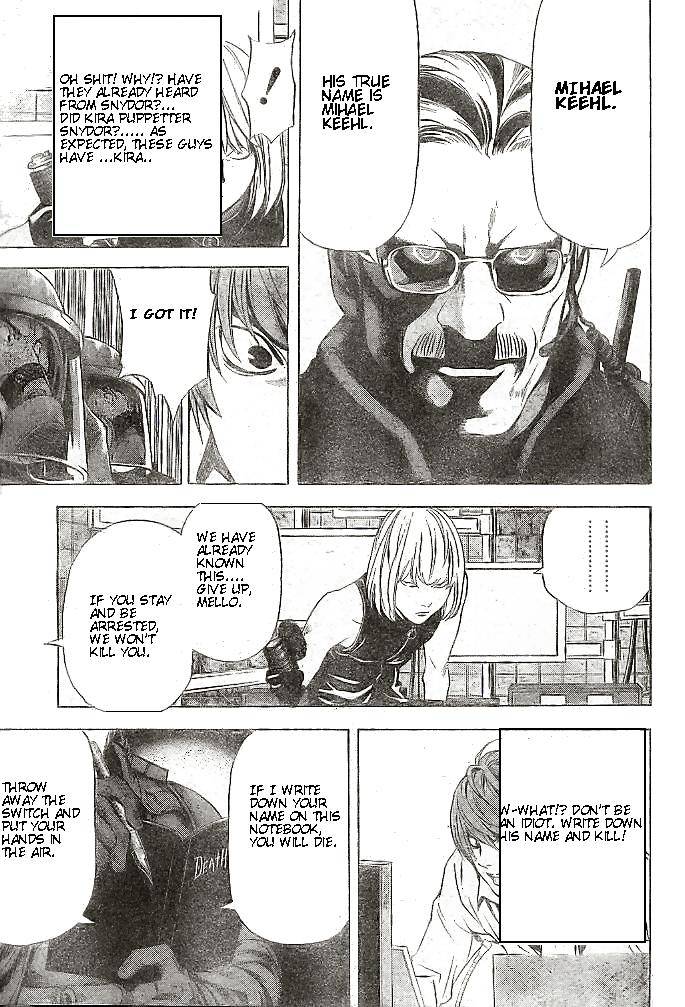 MIHAEL
KEEHL.
HIS TRUE
NAME IS
MIHAEL
KEEHL.
!
OH SHIT! WHY!? HAVE
THEY ALREADY HEARD
FROM SNYDOR?...
DID KIRA PUPPETTER
SNYDOR?..... AS
EXPECTED, THESE GUYS
HAVE ...KIRA..
I GOT IT!
WE HAVE
ALREADY
KNOWN
THIS....
GIVE UP,
MELLO.
IF YOU STAY
AND BE
ARRESTED,
WE WON'T
KILL YOU.
W-WHAT!? DON'T BE
AN IDIOT. WRITE DOWN
HIS NAME AND KILL!
IF I WRITE
DOWN YOUR
NAME ON THIS
NOTEBOOK,
YOU WILL DIE.
DEATH
THROW
AWAY THE
SWITCH AND
PUT YOUR
HANDS IN
THE AIR.